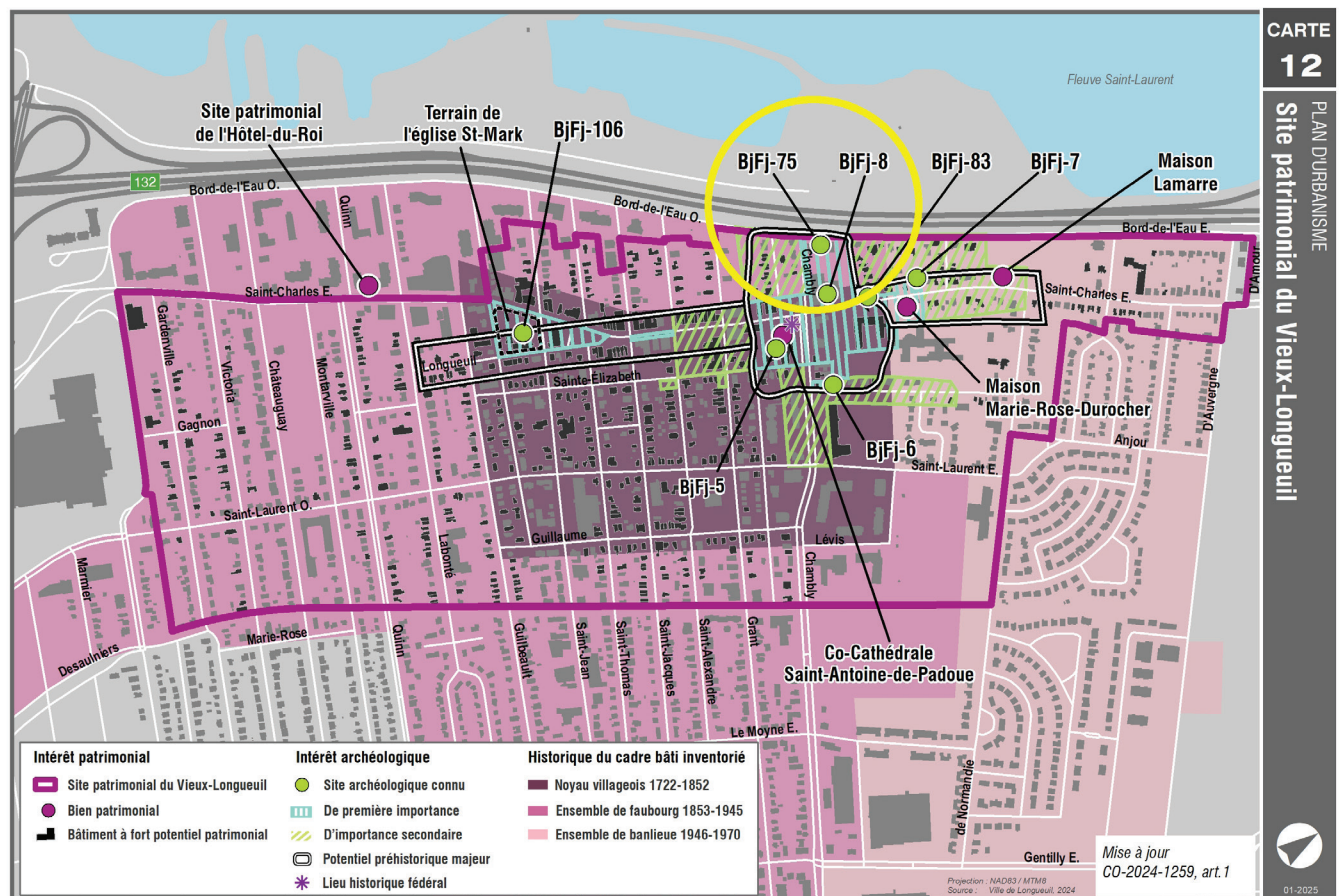 CARTE
12
PLAN D'URBANISME
Site patrimonial du Vieux-Longueuil
01-2025
Fleuve Saint-Laurent
Site patrimonial
de l'Hôtel-du-Roi
Terrain de
l'église St-Mark
BjFj-106
BjFj-75
BjFj-8
BjFj-83
BjFj-7
Maison
Lamarre
132
Bord-de-l'Eau O.
Quinn
Bord-de-l'Eau O.
Bord-de-l'Eau E.
D'Amour
Chambly
Saint-Charles E.
Saint-Charles E.
Gardenville
Victoria
Châteauguay
Montarville
Longueuil
Sainte-Élizabeth
Maison
Marie-Rose-Durocher
D'Auvergne
Gagnon
Anjou
BjFj-6
Saint-Laurent E.
BjFj-5
Saint-Laurent O.
Guillaume
Lévis
Labonté
Marmier
Chambly
Marie-Rose
Desaulniers
Quinn
Guilbeault
Saint-Jean
Saint-Thomas
Saint-Jacques
Saint-Alexandre
Grant
Co-Cathédrale
Saint-Antoine-de-Padoue
Le Moyne E.
de Normandie
Gentilly E.
Intérêt patrimonial
Site patrimonial du Vieux-Longueuil
Bien patrimonial
Bâtiment à fort potentiel patrimonial
Intérêt archéologique
Site archéologique connu
De première importance
D'importance secondaire
Potentiel préhistorique majeur
Lieu historique fédéral
Historique du cadre bâti inventorié
Noyau villageois 1722-1852
Ensemble de faubourg 1853-1945
Ensemble de banlieue 1946-1970
Projection : NAD83 / MTM8
Source : Ville de Longueuil, 2024
Mise à jour
CO-2024-1259, art.1